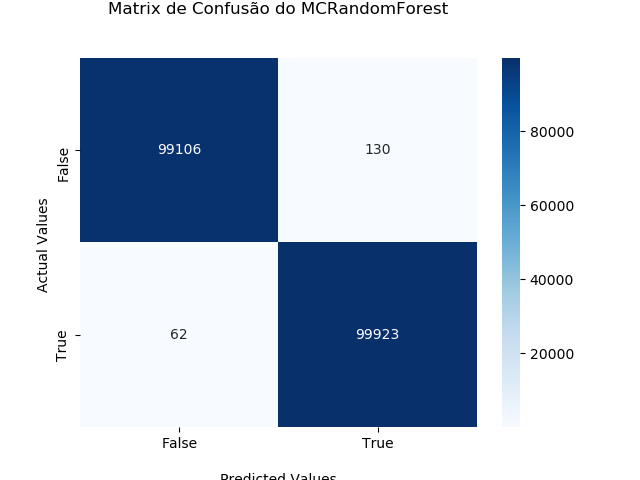 Matrix de Confusão do MCRandomForest
99106
130
62
99923
False
True
Actual Values
False
True
Predicted Values
80000
60000
40000
20000